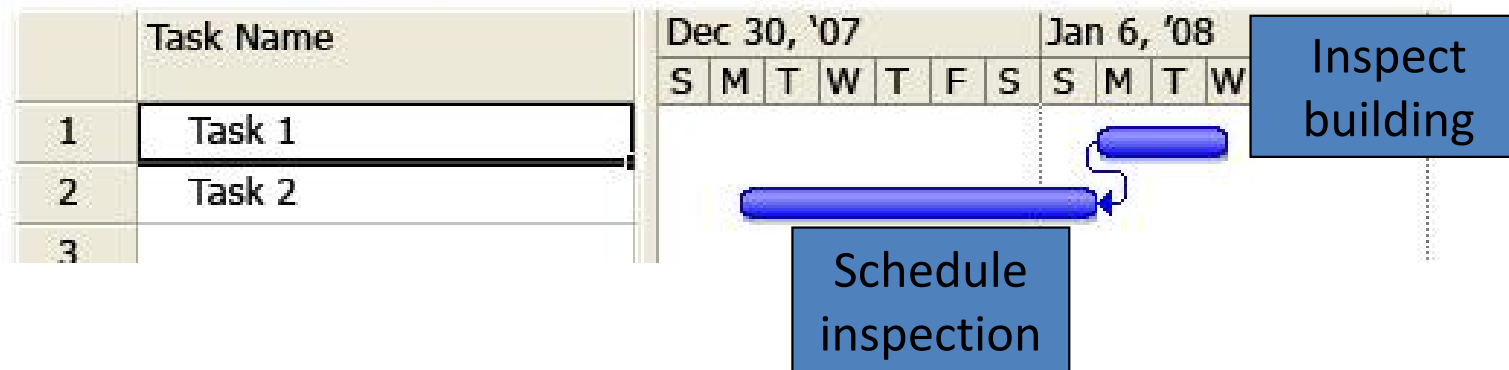 Task Name
Dec 30, ‘07
Jan 6, ’08
S M T W T F S S M T W
Inspect
building
1 Task 1
2 Task 2
3
Schedule
inspection